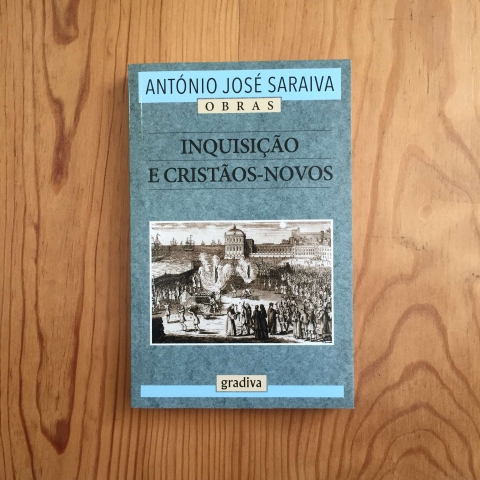 ANTÓNIO JOSÉ SARAIVA
OBRAS
INQUISIÇÃO
E CRISTÃOS-NOVOS
gradiva